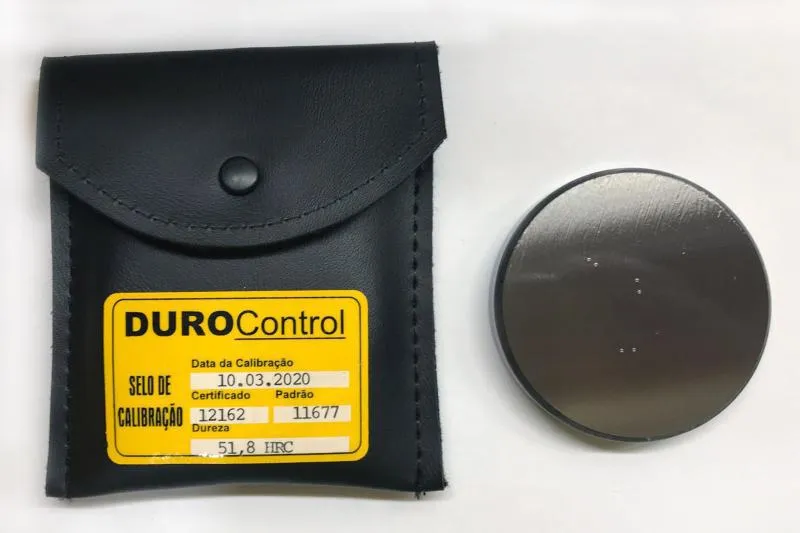 DUROControl
SELO DE
CALIBRAÇÃO
Data da Calibração
10.03.2020
Certificado Padrão
12162 11677
Dureza
51,8 HRC